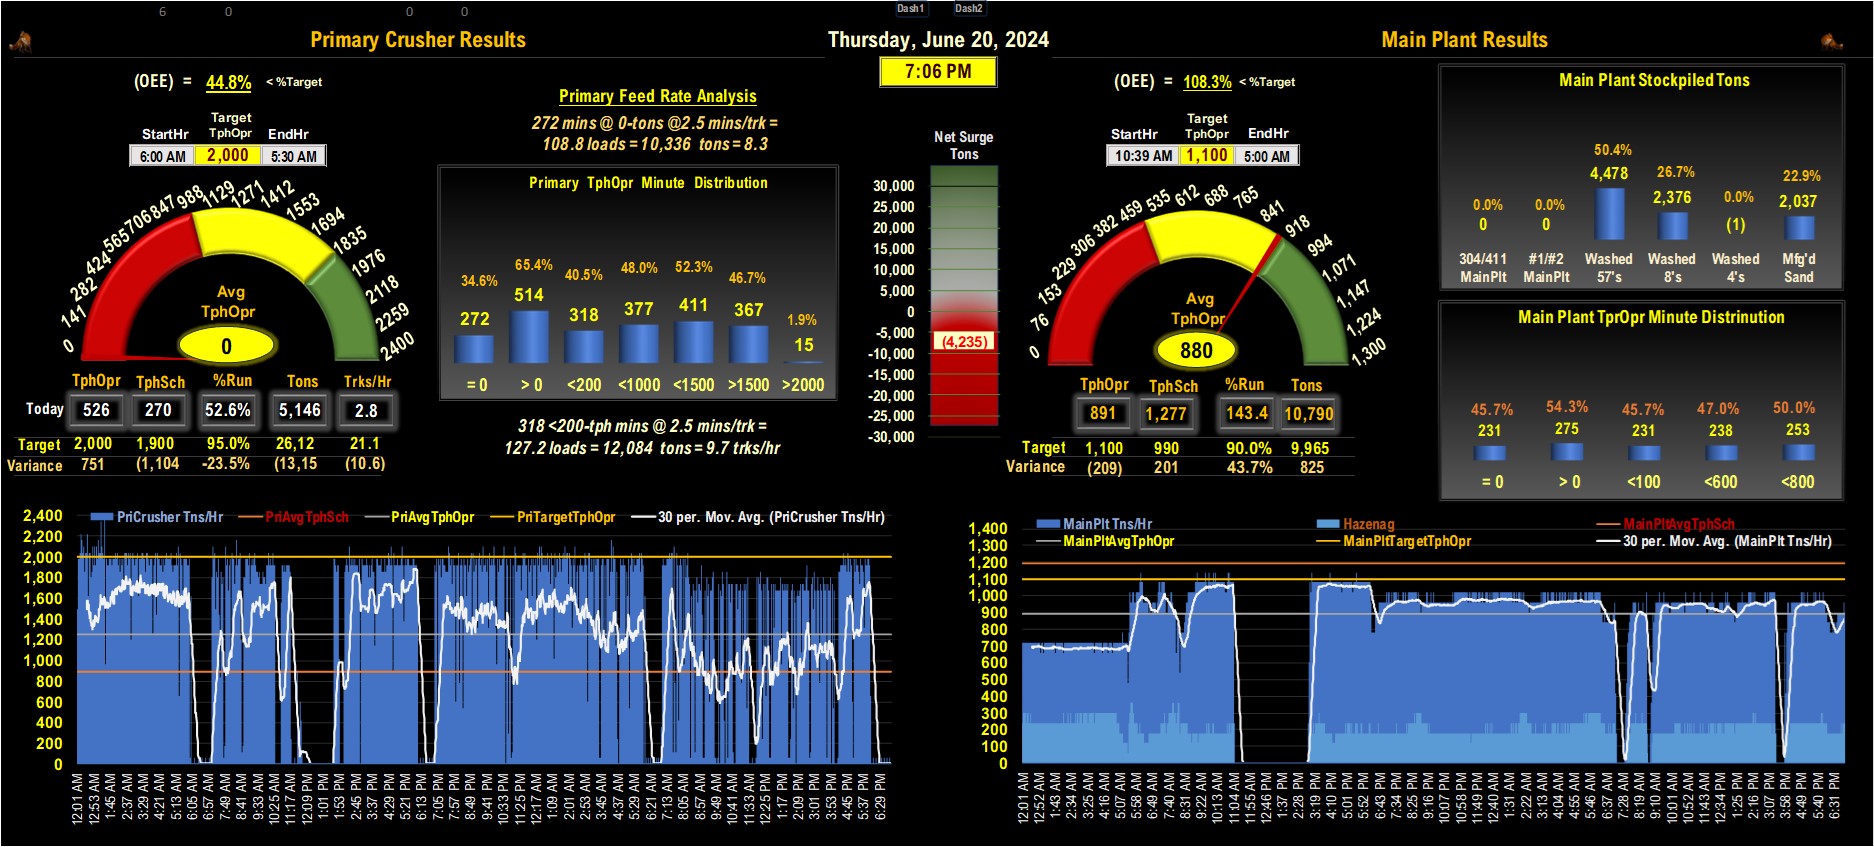 6 0 0 0 Dash1 Dash2
Primary Crusher Results
Thursday, June 20, 2024
Main Plant Results
7:06 PM
(OEE) = 44.8% < %Target
StartHr Target TphOpr EndHr
6:00 AM 2,000 5:30 AM
0 141 282 424 565 706 847 988 1129 1271 1412 1553 1694 1835 1976 2118 2259 2400
Avg
TphOpr
0
TphOpr TphSch %Run Tons Trks/Hr
Today 526 270 52.6% 5,146 2.8
Target 2,000 1,900 95.0% 26,12 21.1
Variance 751 (1,104 -23.5% (13,15 (10.6)
Primary Feed Rate Analysis
272 mins @ 0-tons @2.5 mins/trk =
108.8 loads = 10,336 tons = 8.3
Primary TphOpr Minute Distribution
34.6% 65.4% 40.5% 48.0% 52.3% 46.7% 1.9%
272 514 318 377 411 367 15
= 0 > 0 <200 <1000 <1500 >1500 >2000
318 <200-tph mins @ 2.5 mins/trk =
127.2 loads = 12,084 tons = 9.7 trks/hr
Net Surge
Tons
30,000
25,000
20,000
15,000
10,000
5,000
0
-5,000
(4,235)
-10,000
-15,000
-20,000
-25,000
-30,000
(OEE) = 108.3% < %Target
StartHr Target TphOpr EndHr
10:39 AM 1,100 5:00 AM
0 76 153 229 306 382 459 535 612 688 765 841 918 994 1,071 1,147 1,224 1,300
Avg
TphOpr
880
TphOpr TphSch %Run Tons
891 1,277 143.4 10,790
Target 1,100 990 90.0% 9,965
Variance (209) 201 43.7% 825
Main Plant Stockpiled Tons
0.0% 0.0% 50.4% 26.7% 0.0% 22.9%
0 0 4,478 2,376 (1) 2,037
304/411 #1/#2 Washed Washed Washed Mfg'd
MainPlt MainPlt 57's 8's 4's Sand
Main Plant TprOpr Minute Distrinution
45.7% 54.3% 45.7% 47.0% 50.0%
231 275 231 238 253
= 0 > 0 <100 <600 <800
PriCrusher Tns/Hr PriAvgTphSch PriAvgTphOpr PriTargetTphOpr 30 per. Mov. Avg. (PriCrusher Tns/Hr)
2,400
2,200
2,000
1,800
1,600
1,400
1,200
1,000
800
600
400
200
0
12:01 AM 12:53 AM 1:45 AM 2:37 AM 3:29 AM 4:21 AM 5:13 AM 6:05 AM 6:57 AM 7:49 AM 8:41 AM 9:33 AM 10:25 AM 11:17 AM 12:09 PM 1:01 PM 1:53 PM 2:45 PM 3:37 PM 4:29 PM 5:21 PM 6:13 PM 7:05 PM 7:57 PM 8:49 PM 9:41 PM 10:33 PM 11:25 PM 12:17 AM 1:09 AM 2:01 AM 2:53 AM 3:45 AM 4:37 AM 5:29 AM 6:21 AM 7:13 AM 8:05 AM 8:57 AM 9:49 AM 10:41 AM 11:33 AM 12:25 PM 1:17 PM 2:09 PM 3:01 PM 3:53 PM 4:45 PM 5:37 PM 6:29 PM
MainPlt Tns/Hr Hazenag MainPltAvgTphSch
MainPltAvgTphOpr MainPltTargetTphOpr 30 per. Mov. Avg. (MainPlt Tns/Hr)
1,400
1,300
1,200
1,100
1,000
900
800
700
600
500
400
300
200
100
0
12:01 AM 12:52 AM 1:43 AM 2:34 AM 3:25 AM 4:16 AM 5:07 AM 5:58 AM 6:49 AM 7:40 AM 8:31 AM 9:22 AM 10:13 AM 11:04 AM 11:55 AM 12:46 PM 1:37 PM 2:28 PM 3:19 PM 4:10 PM 5:01 PM 5:52 PM 6:43 PM 7:34 PM 8:25 PM 9:16 PM 10:07 PM 10:58 PM 11:49 PM 12:40 AM 1:31 AM 2:22 AM 3:13 AM 4:04 AM 4:55 AM 5:46 AM 6:37 AM 7:28 AM 8:19 AM 9:10 AM 10:01 AM 10:52 AM 11:43 AM 12:34 PM 1:25 PM 2:16 PM 3:07 PM 3:58 PM 4:49 PM 5:40 PM 6:31 PM